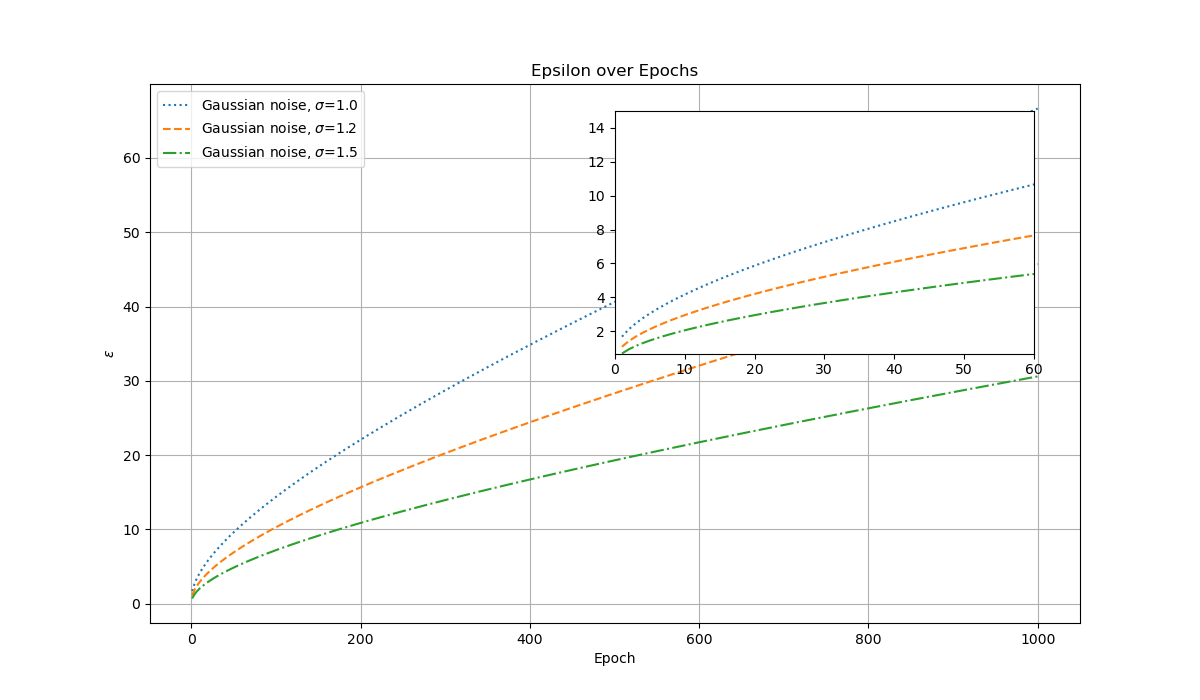 Epsilon over Epochs
Gaussian noise, σ=1.0
Gaussian noise, σ=1.2
Gaussian noise, σ=1.5
60
50
40
30
20
10
0
ε
14
12
10
8
6
4
2
0 10 20 30 40 50 60
0 200 400 600 800 1000
Epoch